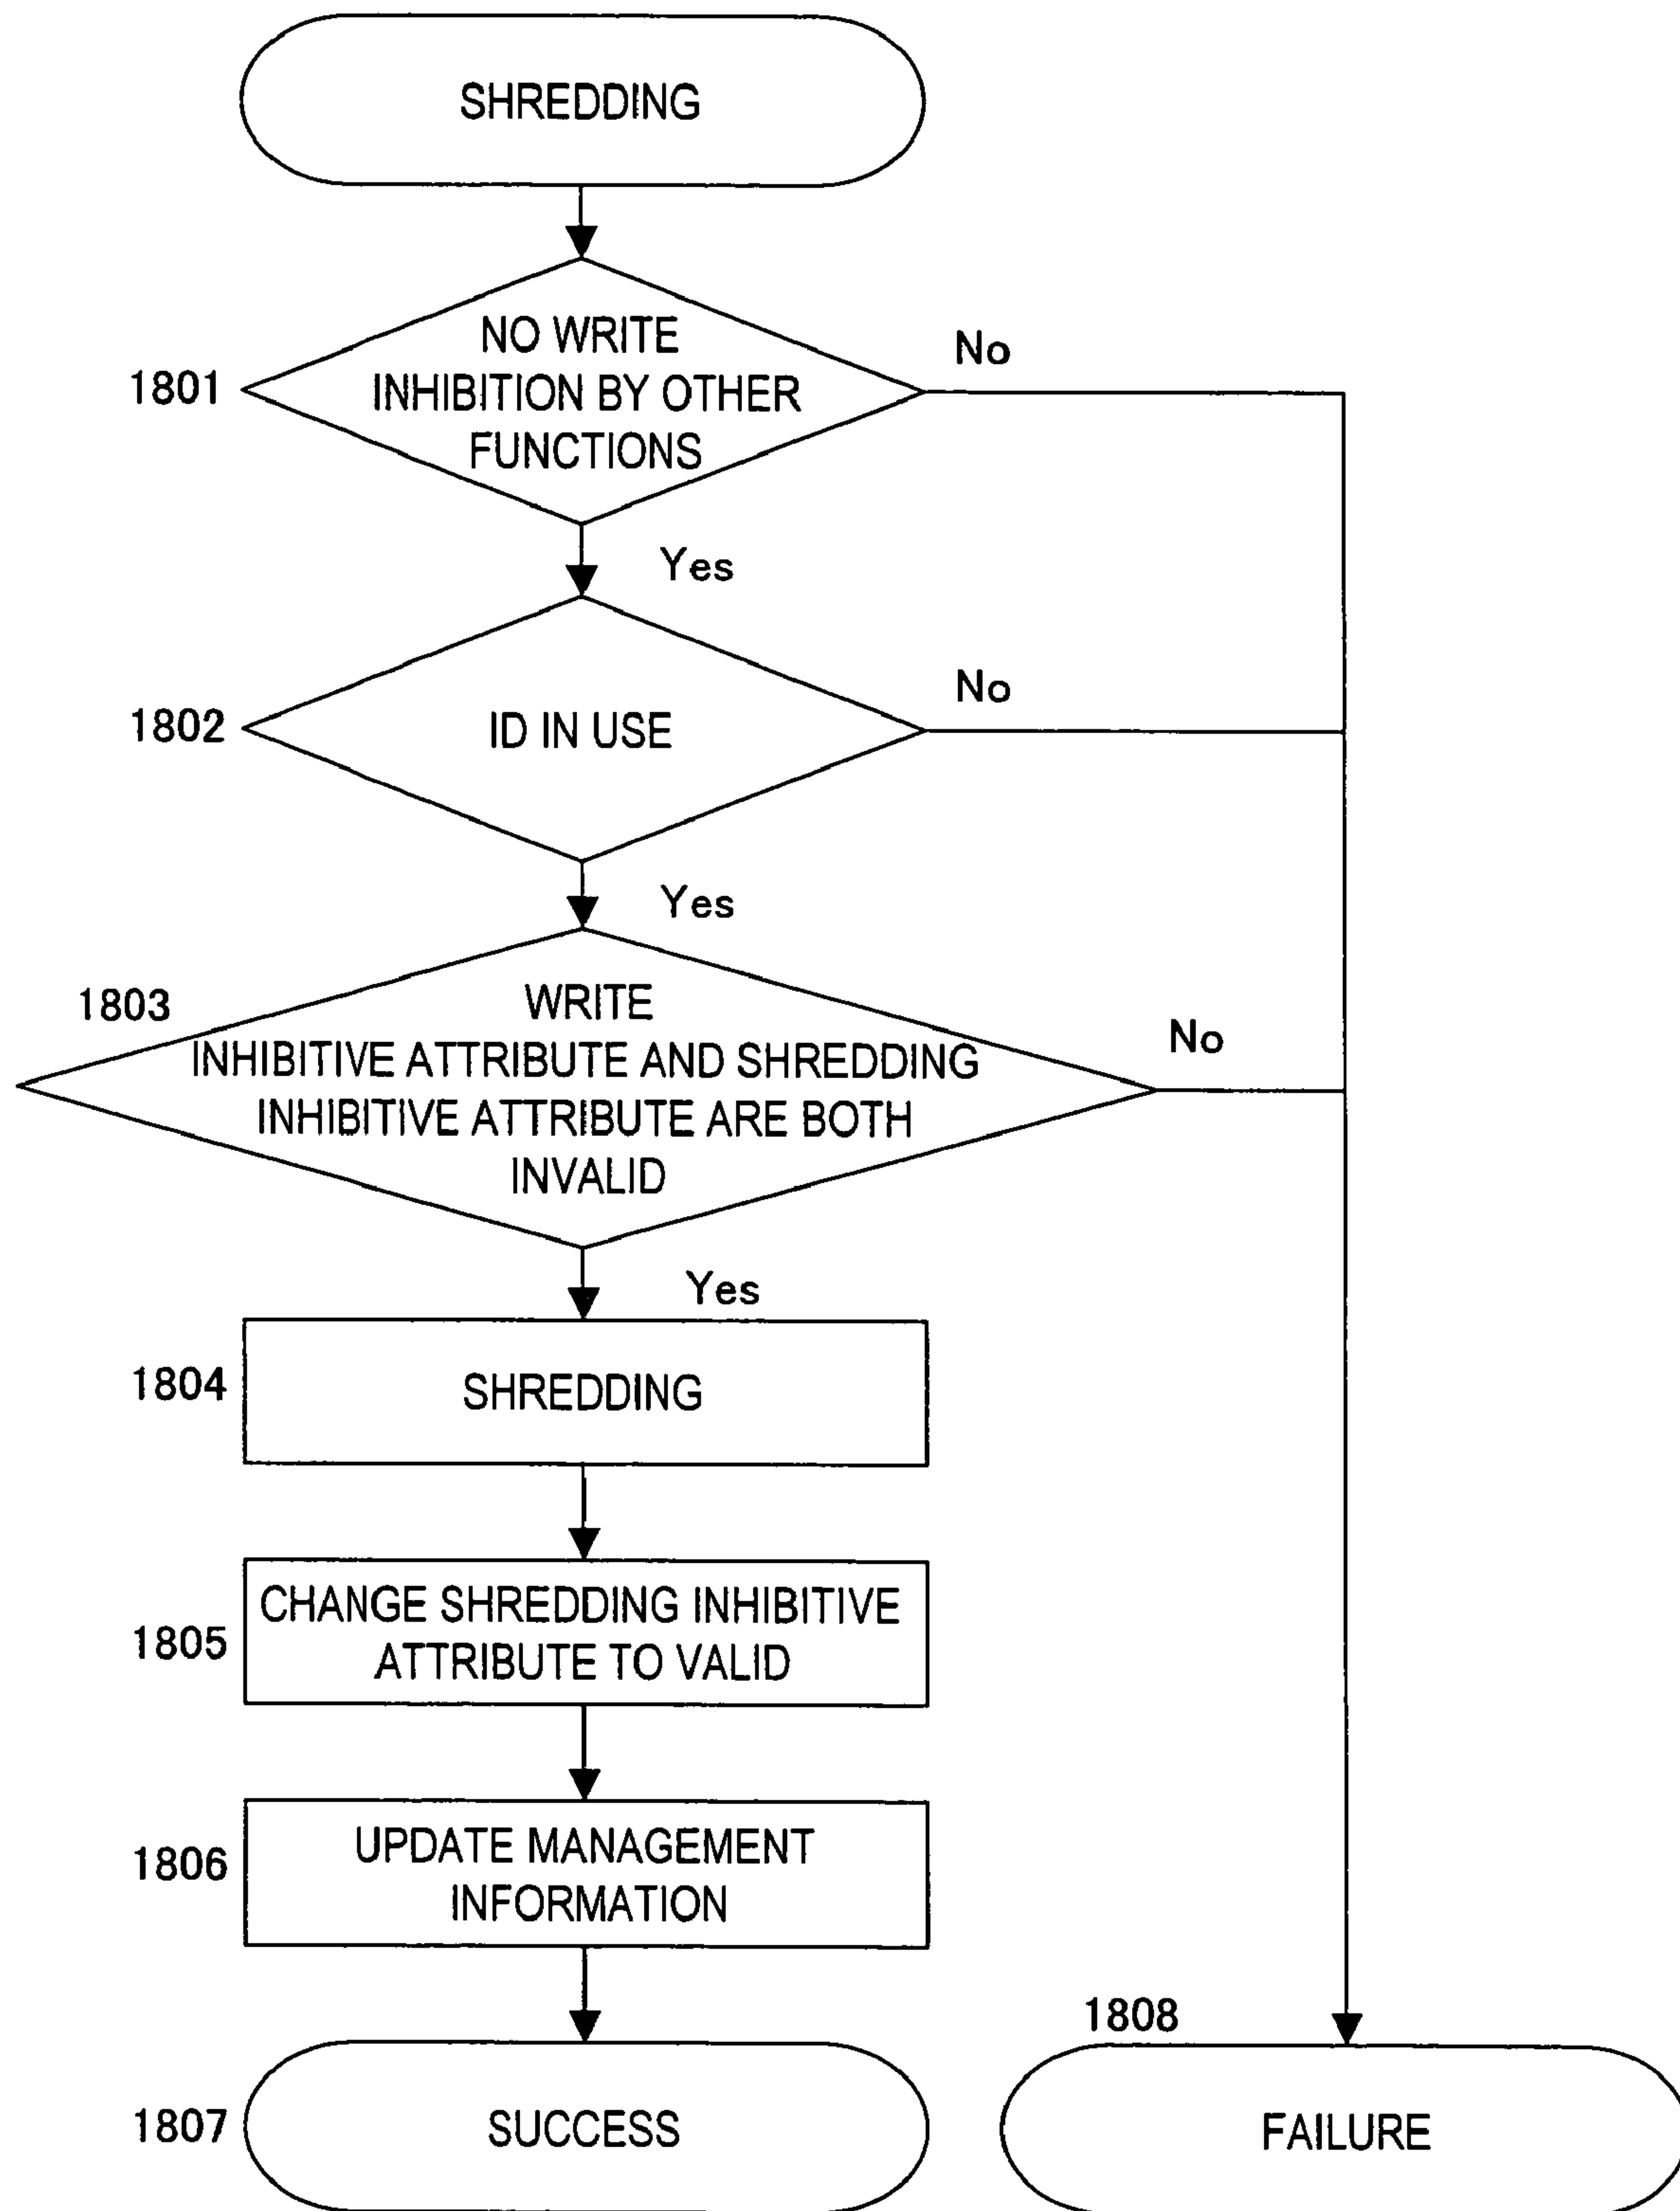 SHREDDING
1801
NO WRITE
INHIBITION BY OTHER
FUNCTIONS
No
Yes
1802
ID IN USE
No
Yes
1803
WRITE
INHIBITIVE ATTRIBUTE AND SHREDDING
INHIBITIVE ATTRIBUTE ARE BOTH
INVALID
No
Yes
1804
SHREDDING
1805
CHANGE SHREDDING INHIBITIVE
ATTRIBUTE TO VALID
1806
UPDATE MANAGEMENT
INFORMATION
1807
SUCCESS
1808
FAILURE